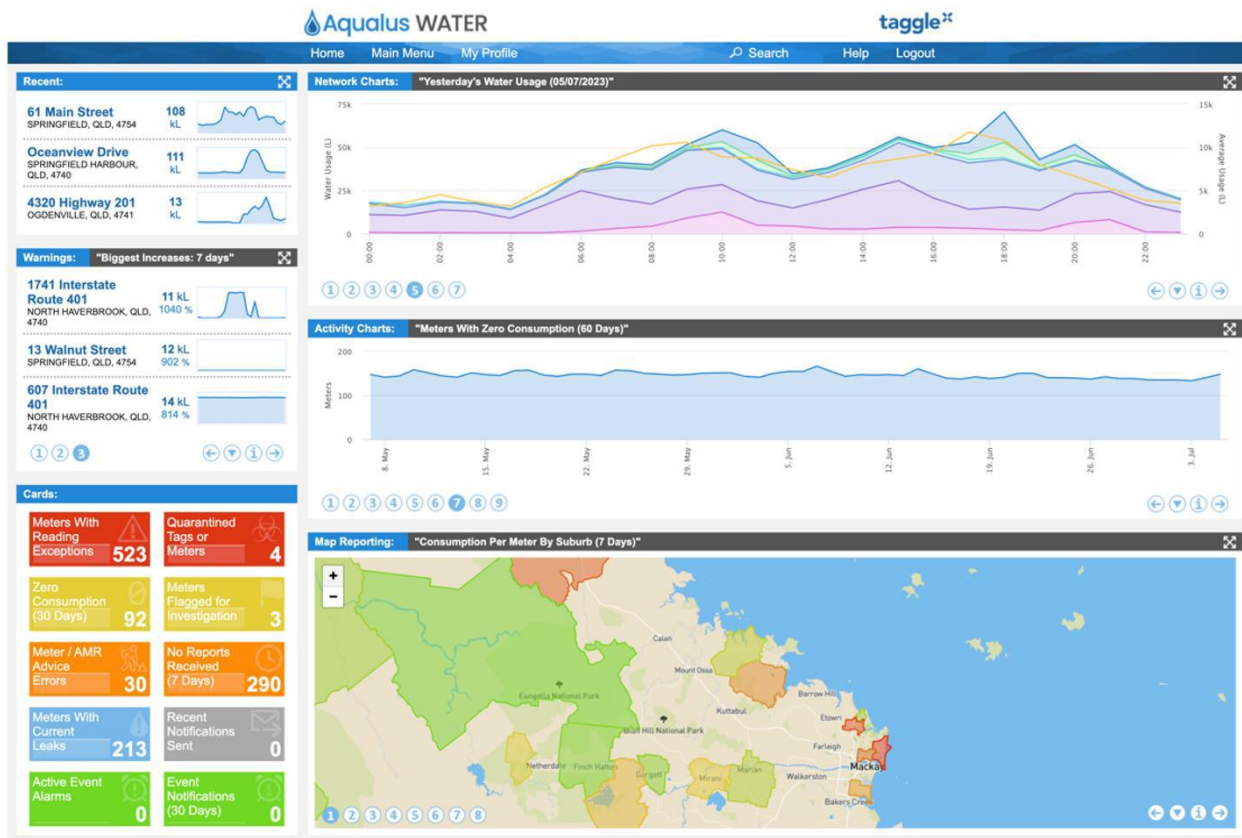 Aqualus WATER
taggle
Home Main Menu My Profile Search Help Logout
Recent:
61 Main Street
SPRINGFIELD, QLD, 4754
108
kL
Oceanview Drive
SPRINGFIELD HARBOUR,
QLD, 4740
111
kL
4320 Highway 201
OGDENVILLE, QLD, 4741
13
kL
Warnings: "Biggest Increases: 7 days"
1741 Interstate
Route 401
NORTH HAVERBROOK, QLD,
4740
11 kL
1040 %
13 Walnut Street
SPRINGFIELD, QLD, 4754
12 kL
902 %
607 Interstate Route
401
NORTH HAVERBROOK, QLD,
4740
14 kL
814 %
1 2 3
Cards:
Meters With
Reading
Exceptions 523
Quarantined
Tags or
Meters 4
Zero
Consumption
(30 Days) 92
Meters
Flagged for
Investigation 3
Meter / AMR
Advice
Errors 30
No Reports
Received
(7 Days) 290
Meters With
Current
Leaks 213
Recent
Notifications
Sent 0
Active Event
Alarms 0
Event
Notifications
(30 Days) 0
Network Charts: "Yesterday's Water Usage (05/07/2023)"
Water Usage (L)
75k
50k
25k
0
15k
10k
5k
0
Average Usage (L)
00:00 02:00 04:00 06:00 08:00 10:00 12:00 14:00 16:00 18:00 20:00 22:00
1 2 3 4 5 6 7
Activity Charts: "Meters With Zero Consumption (60 Days)"
Meters
200
100
0
8. May 15. May 22. May 29. May 5. Jun 12. Jun 19. Jun 26. Jun 3. Jul
1 2 3 4 5 6 7 8 9
Map Reporting: "Consumption Per Meter By Suburb (7 Days)"
+
−
Calan
Mount Ossa
Eungella National Park
Kuttabul
Barrow Hill
Etowri
Hill National Park
Farleigh
Netherdale Finch Hatton Gargett Mirani Marian Walkerston Mackay
Bakers Creek
1 2 3 4 5 6 7 8